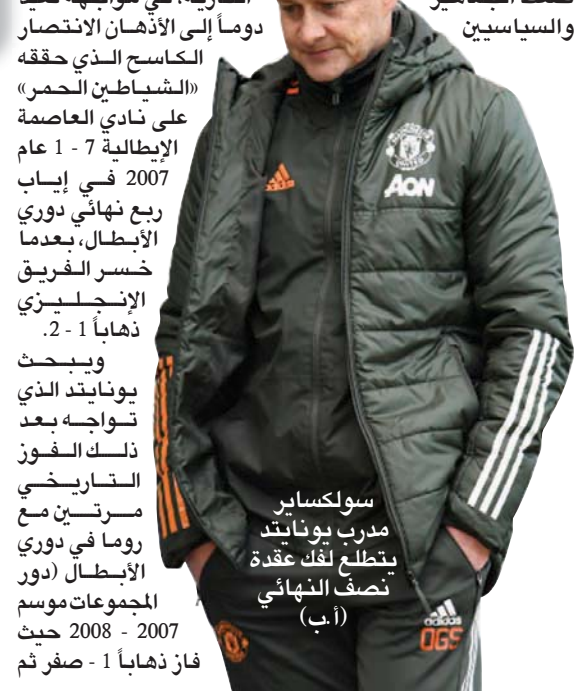 والسياسيين
دوماً إلى الأذهان الانتصار
الكاسح الذي حققه
«الشياطين الحمر»
على نادي العاصمة
الإيطالية 7 - 1 عام
2007 في إياب
ربع نهائي دوري
الأبطال، بعدما
خسر الفريق
الإنجليزي
ذهاباً 1 - 2.
ويبحث
يونايتد الذي
تواجه بعد
ذلك الفوز
التاريخي
مرتين مع
روما في دوري
الأبطال (دور
المجموعات موسم
2007 - 2008 حيث
فاز ذهاباً 1 - صفر ثم
سولكساير
مدرب يونايتد
يتطلع لفك عقدة
نصف النهائي
(أ.ب)
UNITED
AON
adidas
OGS